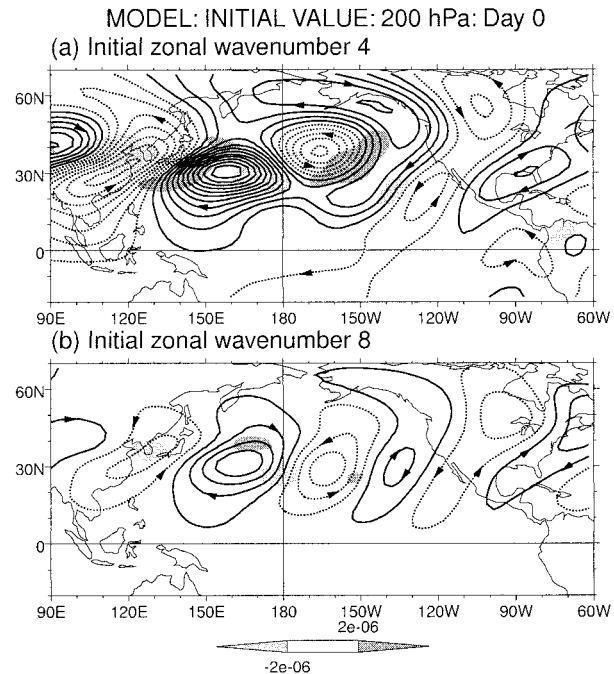 MODEL: INITIAL VALUE: 200 hPa: Day 0
(a) Initial zonal wavenumber 4
60N
30N
0
90E 120E 150E 180 150W 120W 90W 60W
(b) Initial zonal wavenumber 8
60N
30N
0
90E 120E 150E 180 150W 120W 90W 60W
2e-06
-2e-06